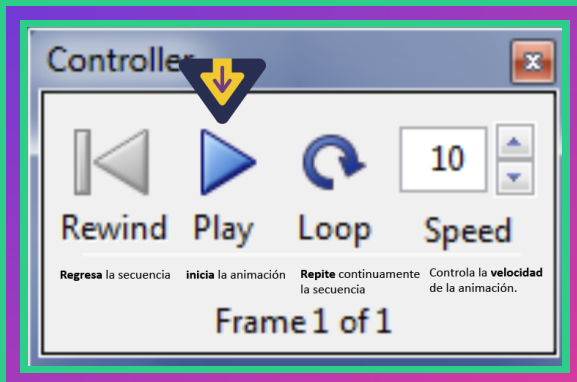 Controller
Rewind Play Loop Speed
10
Regresa la secuencia
inicia la animación
Repite continuamente
la secuencia
Controla la velocidad
de la animación.
Frame 1 of 1